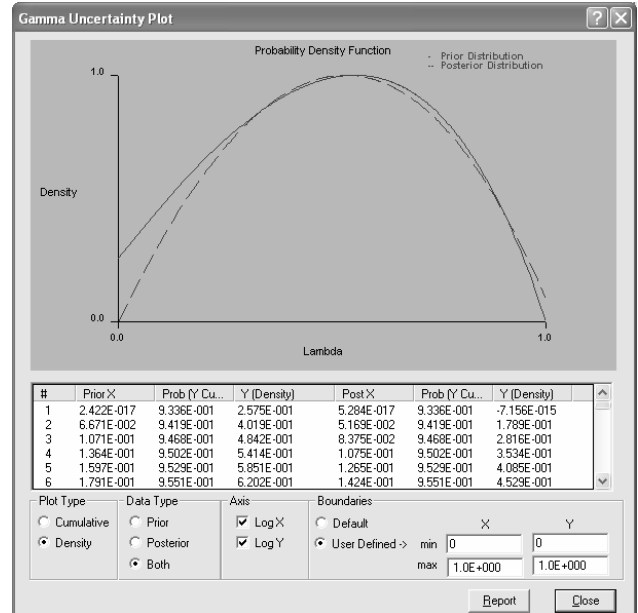 Gamma Uncertainty Plot
Probability Density Function
- Prior Distribution
-- Posterior Distribution
1.0
Density
0.0
0.0 1.0
Lambda
# Prior X Prob (Y Cu... Y (Density) Post X Prob (Y Cu... Y (Density)
1 2.422E-017 9.336E-001 2.575E-001 5.284E-017 9.336E-001 -7.156E-015
2 6.671E-002 9.419E-001 4.019E-001 5.169E-002 9.419E-001 1.789E-001
3 1.071E-001 9.468E-001 4.842E-001 8.375E-002 9.468E-001 2.816E-001
4 1.364E-001 9.502E-001 5.414E-001 1.075E-001 9.502E-001 3.534E-001
5 1.597E-001 9.529E-001 5.851E-001 1.265E-001 9.529E-001 4.085E-001
6 1.791E-001 9.551E-001 6.202E-001 1.424E-001 9.551E-001 4.529E-001
Plot Type Data Type Axis Boundaries
Cumulative Prior Log X Default X Y
Density Posterior Log Y User Defined -> min 0 0
Both max 1.0E+000 1.0E+000
Report Close